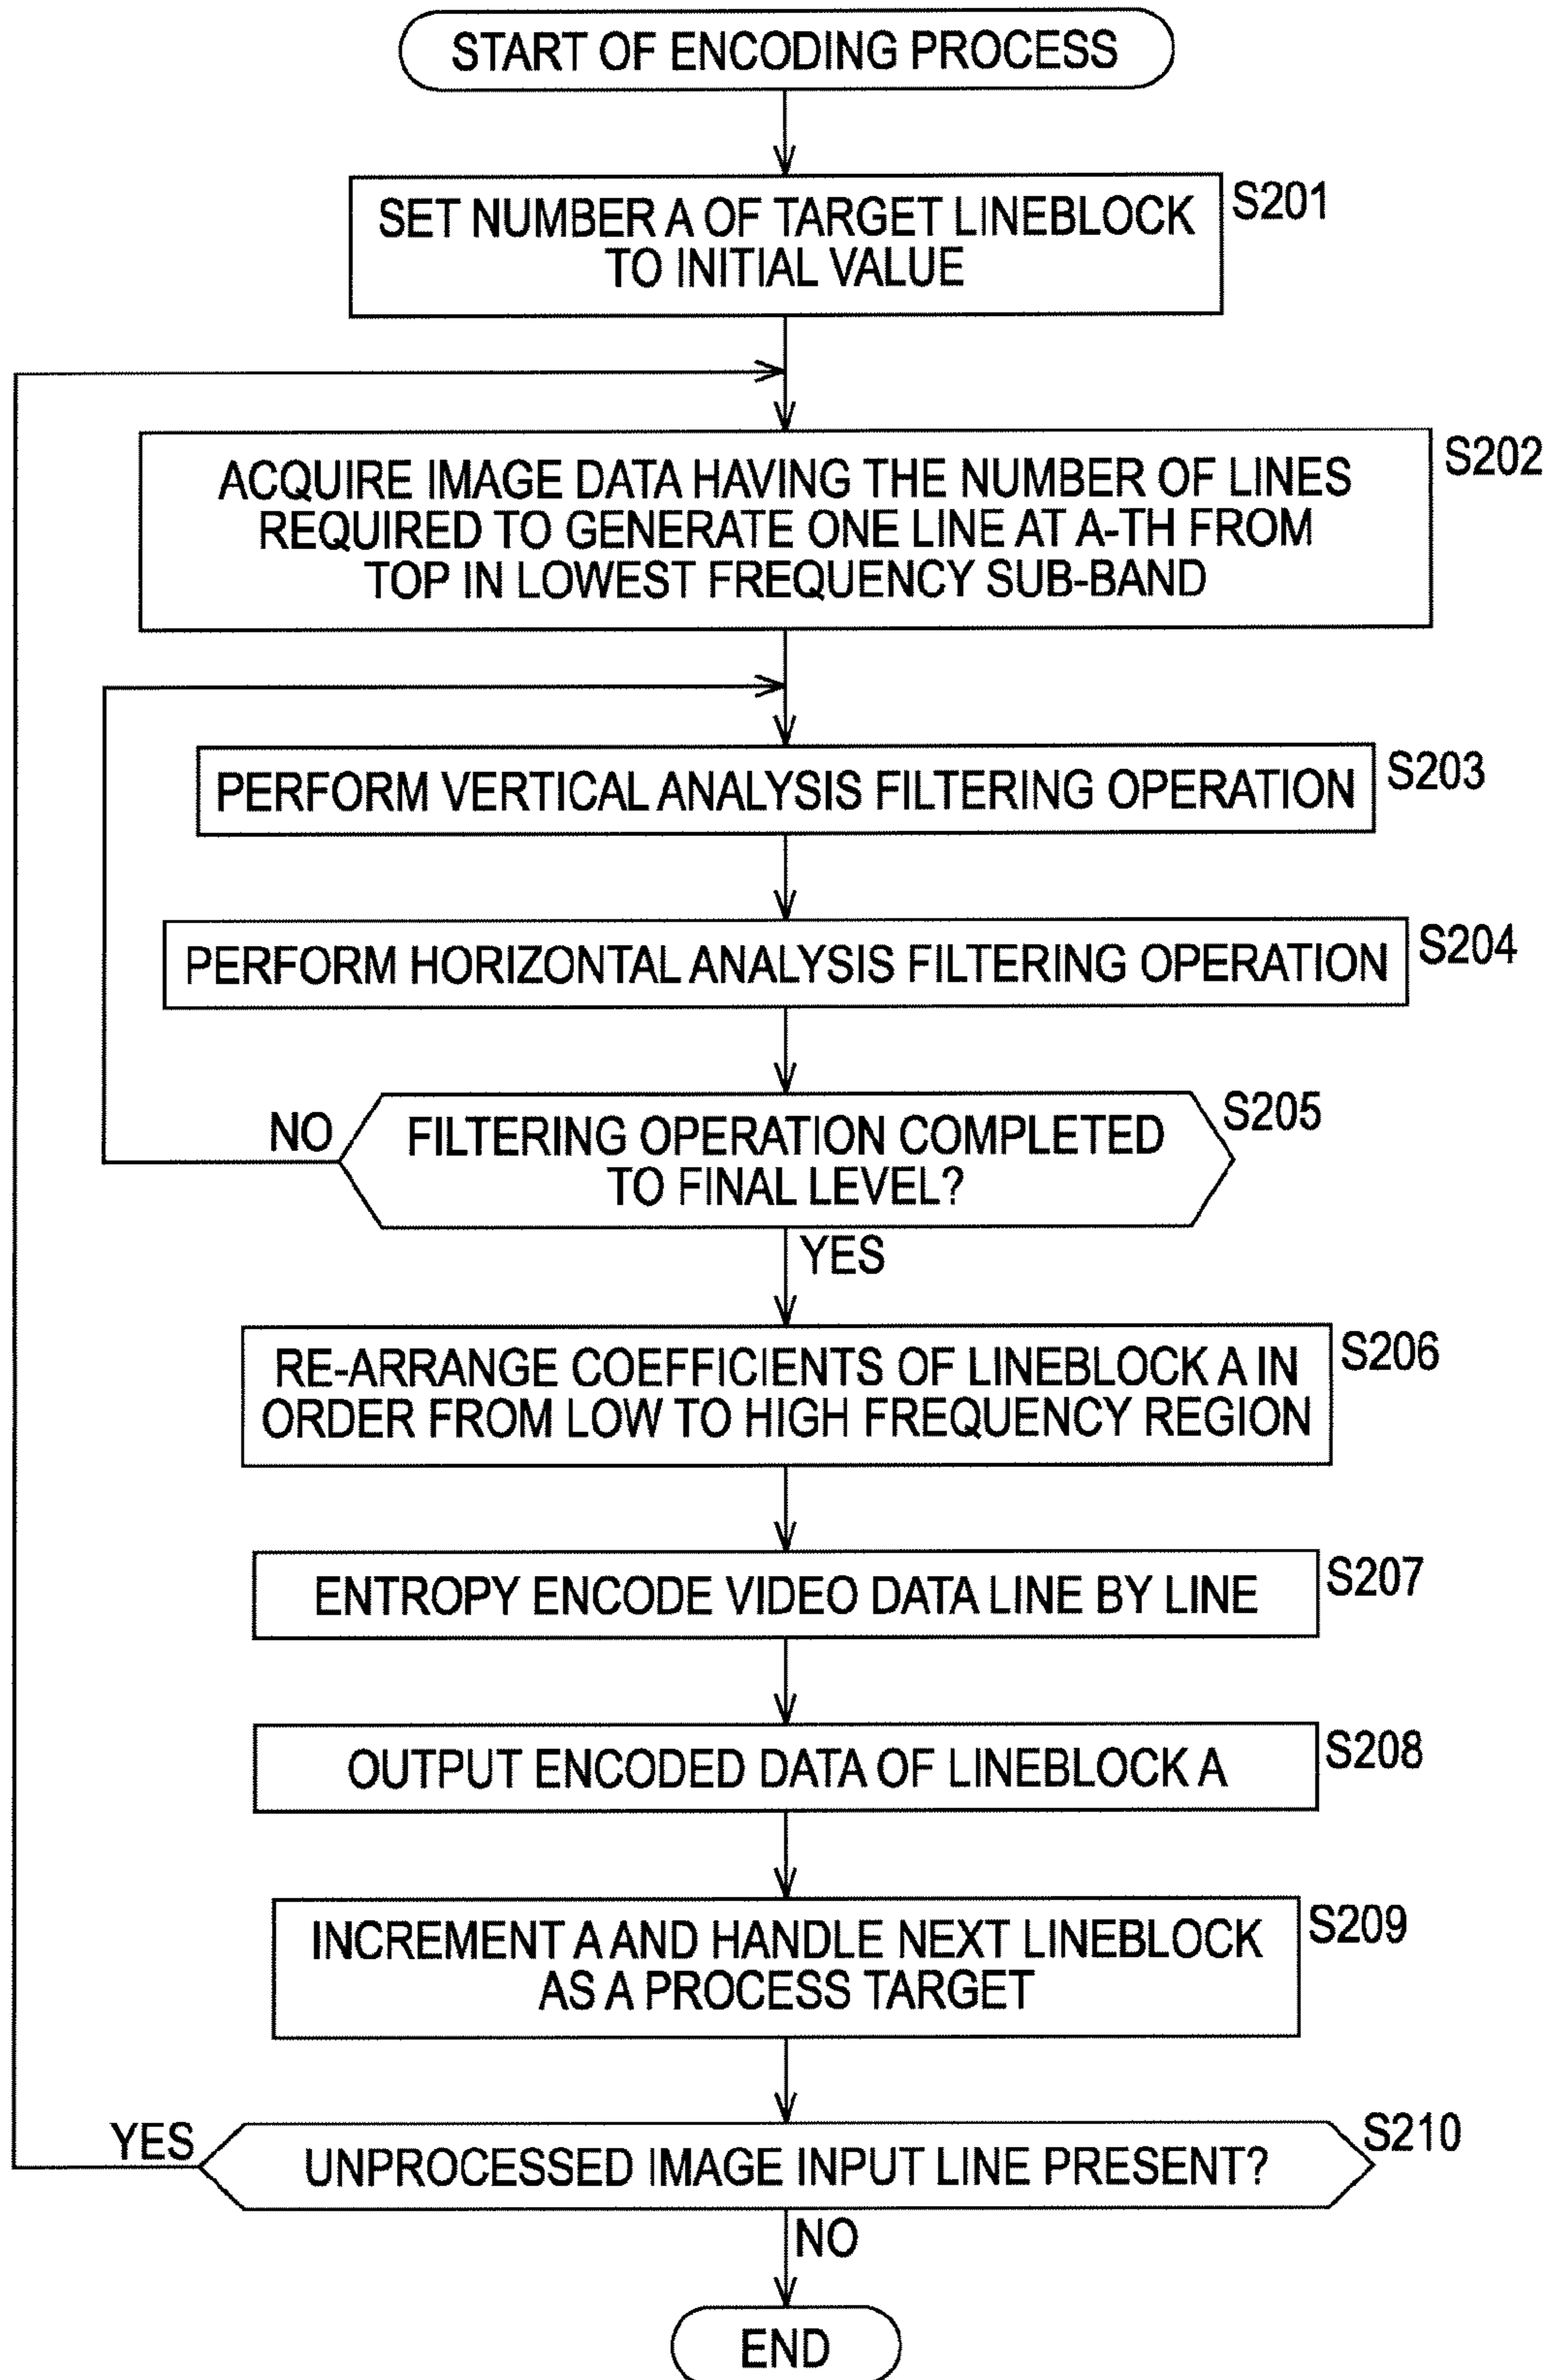 START OF ENCODING PROCESS
SET NUMBER A OF TARGET LINEBLOCK
TO INITIAL VALUE
S201
ACQUIRE IMAGE DATA HAVING THE NUMBER OF LINES
REQUIRED TO GENERATE ONE LINE AT A-TH FROM
TOP IN LOWEST FREQUENCY SUB-BAND
S202
PERFORM VERTICAL ANALYSIS FILTERING OPERATION
S203
PERFORM HORIZONTAL ANALYSIS FILTERING OPERATION
S204
FILTERING OPERATION COMPLETED
TO FINAL LEVEL?
S205
NO
YES
RE-ARRANGE COEFFICIENTS OF LINEBLOCK A IN
ORDER FROM LOW TO HIGH FREQUENCY REGION
S206
ENTROPY ENCODE VIDEO DATA LINE BY LINE
S207
OUTPUT ENCODED DATA OF LINEBLOCK A
S208
INCREMENT A AND HANDLE NEXT LINEBLOCK
AS A PROCESS TARGET
S209
YES
UNPROCESSED IMAGE INPUT LINE PRESENT?
S210
NO
END